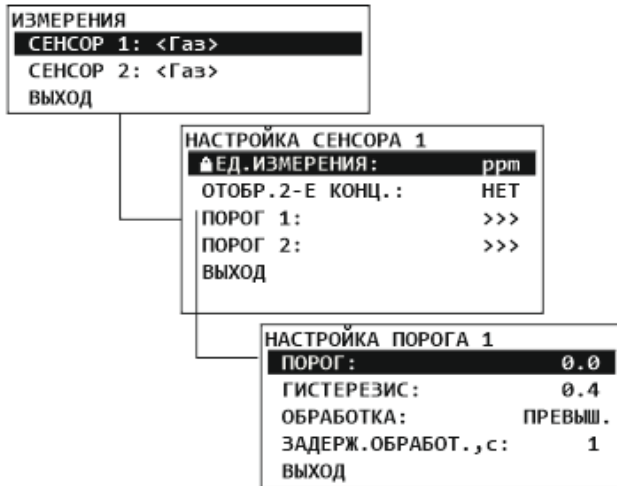 ИЗМЕРЕНИЯ
СЕНСОР 1: <Газ>
СЕНСОР 2: <Газ>
ВЫХОД
НАСТРОЙКА СЕНСОРА 1
ЕД.ИЗМЕРЕНИЯ: ppm
ОТОБР.2-Е КОНЦ.: НЕТ
ПОРОГ 1: >>>
ПОРОГ 2: >>>
ВЫХОД
НАСТРОЙКА ПОРОГА 1
ПОРОГ: 0.0
ГИСТЕРЕЗИС: 0.4
ОБРАБОТКА: ПРЕВЫШ.
ЗАДЕРЖ.ОБРАБОТ.,с: 1
ВЫХОД